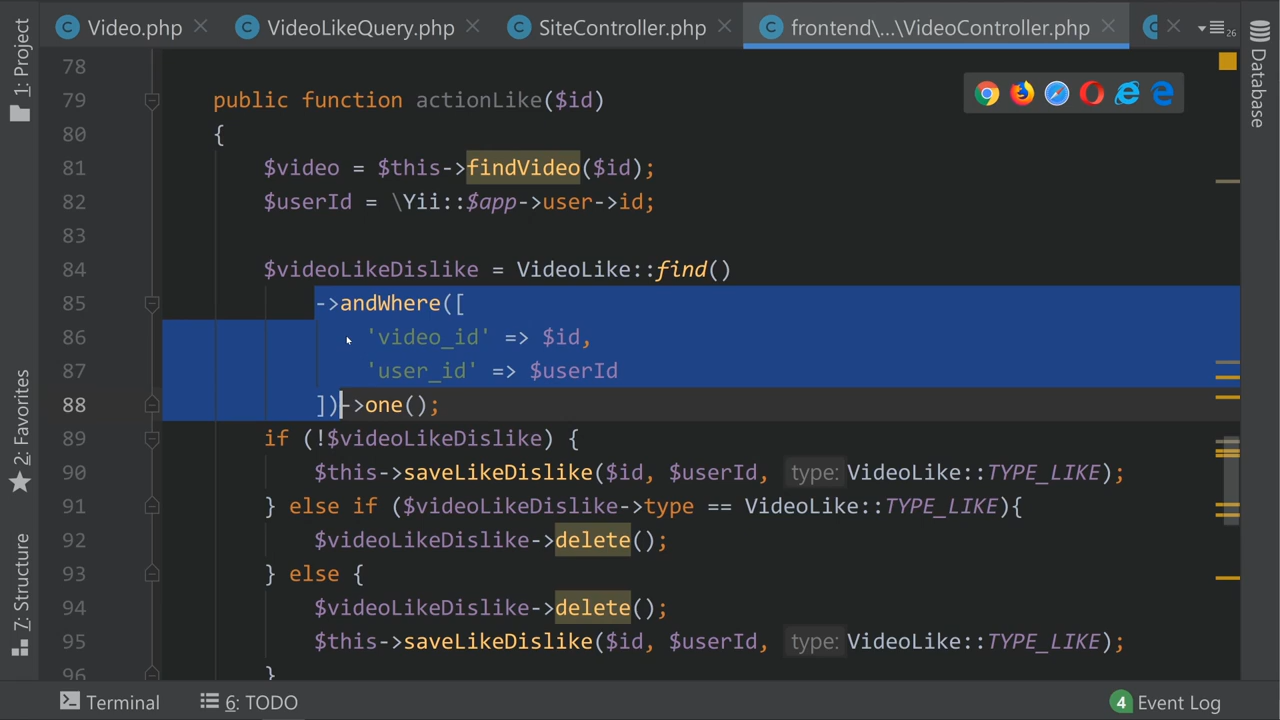 Video.php
VideoLikeQuery.php
SiteController.php
frontend\...\VideoController.php
26
1: Project
Database
2: Favorites
7: Structure
78
79 public function actionLike($id)
80 {
81 $video = $this->findVideo($id);
82 $userId = \Yii::$app->user->id;
83
84 $videoLikeDislike = VideoLike::find()
85 ->andWhere([
86 'video_id' => $id,
87 'user_id' => $userId
88 ])->one();
89 if (!$videoLikeDislike) {
90 $this->saveLikeDislike($id, $userId, type: VideoLike::TYPE_LIKE);
91 } else if ($videoLikeDislike->type == VideoLike::TYPE_LIKE){
92 $videoLikeDislike->delete();
93 } else {
94 $videoLikeDislike->delete();
95 $this->saveLikeDislike($id, $userId, type: VideoLike::TYPE_LIKE);
96 }
Terminal
6: TODO
4 Event Log